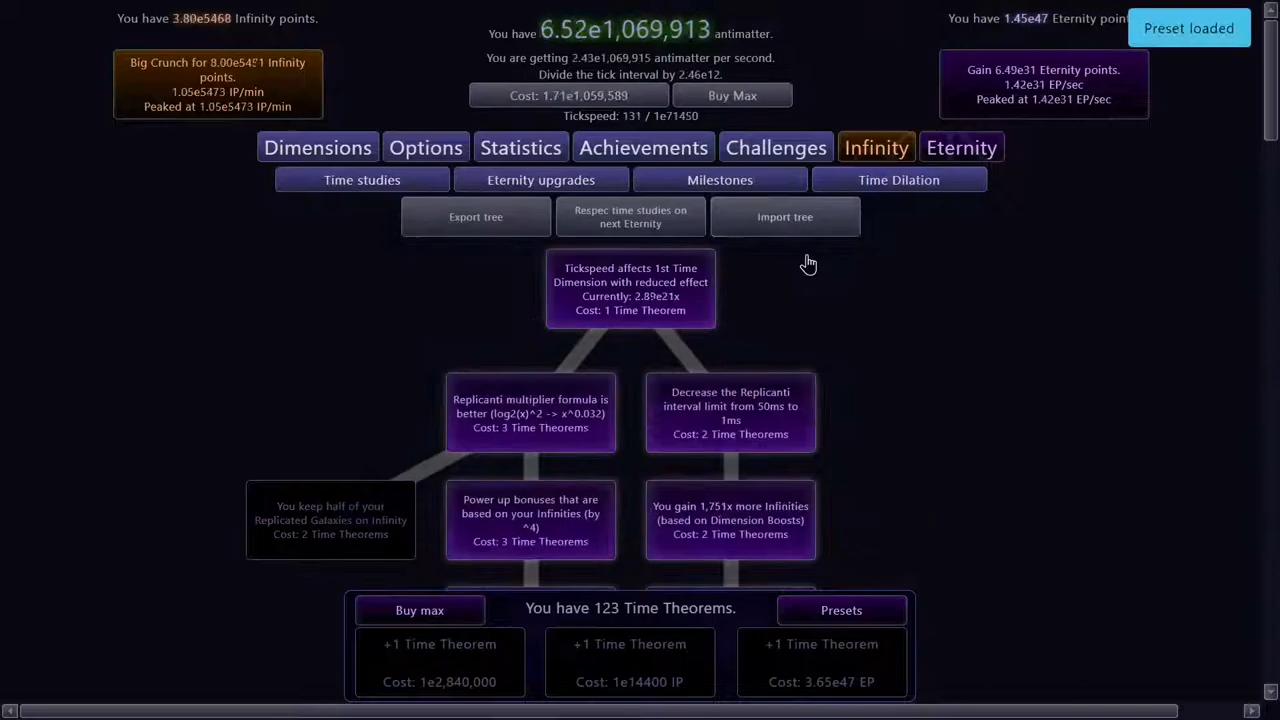 You have 3.80e5468 Infinity points.
Big Crunch for 8.00e5451 Infinity
points.
1.05e5473 IP/min
Peaked at 1.05e5473 IP/min
You have 6.52e1,069,913 antimatter.
You are getting 2.43e1,069,915 antimatter per second.
Divide the tick interval by 2.46e12.
Cost: 1.71e1,059,589
Buy Max
Tickspeed: 131 / 1e71450
You have 1.45e47 Eternity point
Preset loaded
Gain 6.49e31 Eternity points.
1.42e31 EP/sec
Peaked at 1.42e31 EP/sec
Dimensions
Options
Statistics
Achievements
Challenges
Infinity
Eternity
Time studies
Eternity upgrades
Milestones
Time Dilation
Export tree
Respec time studies on
next Eternity
Import tree
Tickspeed affects 1st Time
Dimension with reduced effect
Currently: 2.89e21x
Cost: 1 Time Theorem
Replicanti multiplier formula is
better (log2(x)^2 -> x^0.032)
Cost: 3 Time Theorems
Decrease the Replicanti
interval limit from 50ms to
1ms
Cost: 2 Time Theorems
You keep half of your
Replicated Galaxies on Infinity
Cost: 2 Time Theorems
Power up bonuses that are
based on your Infinities (by
^4)
Cost: 3 Time Theorems
You gain 1,751x more Infinities
(based on Dimension Boosts)
Cost: 2 Time Theorems
Buy max
You have 123 Time Theorems.
Presets
+1 Time Theorem
Cost: 1e2,840,000
+1 Time Theorem
Cost: 1e14400 IP
+1 Time Theorem
Cost: 3.65e47 EP